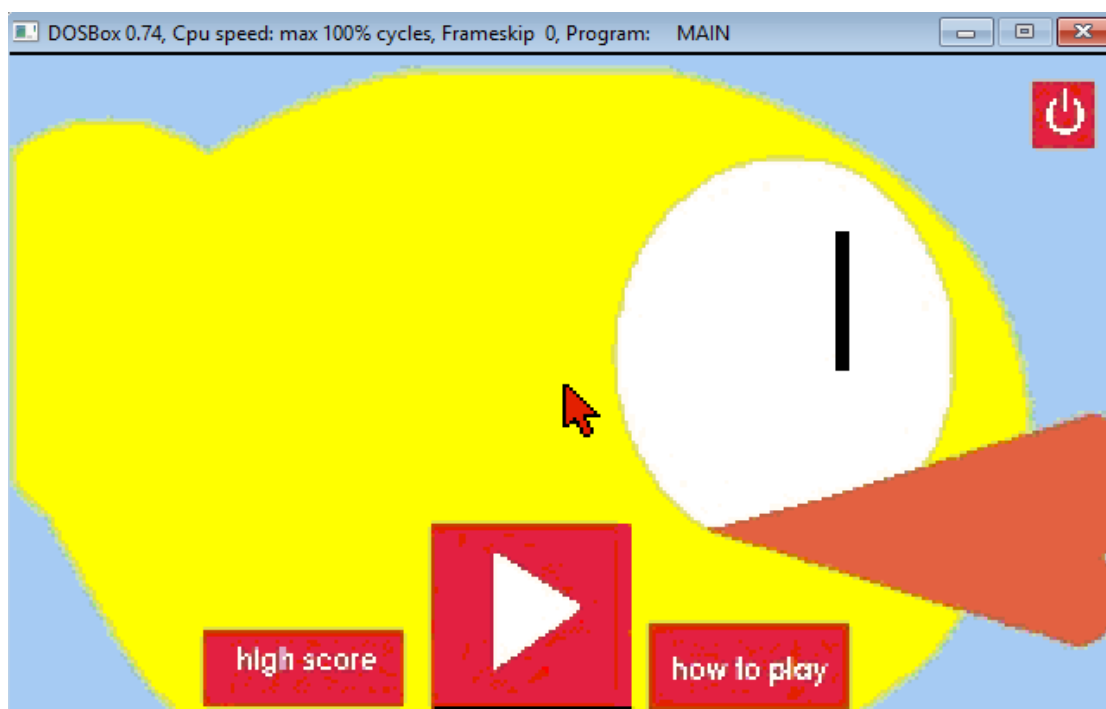 DOSBox 0.74, Cpu speed: max 100% cycles, Frameskip 0, Program: MAIN
high score
how to play